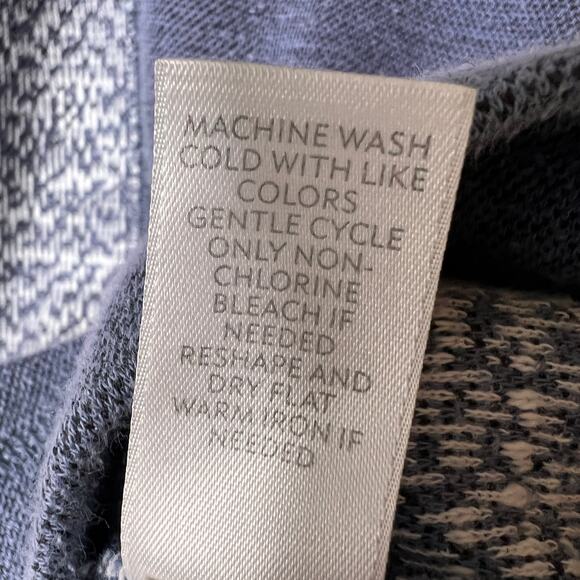 MACHINE WASH
COLD WITH LIKE
COLORS
GENTLE CYCLE
ONLY NON-
CHLORINE
BLEACH IF
NEEDED
RESHAPE AND
DRY FLAT
WARM IRON IF
NEEDED